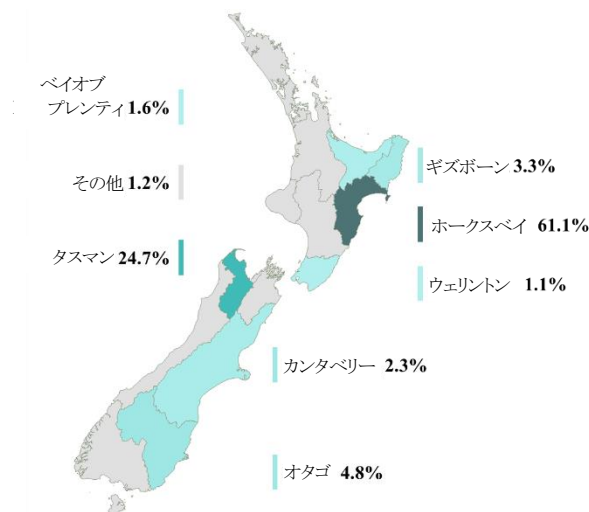 ベイオブ
プレンティ 1.6%
その他 1.2%
タスマン 24.7%
ギズボーン 3.3%
ホークスベイ 61.1%
ウェリントン 1.1%
カンタベリー 2.3%
オタゴ 4.8%